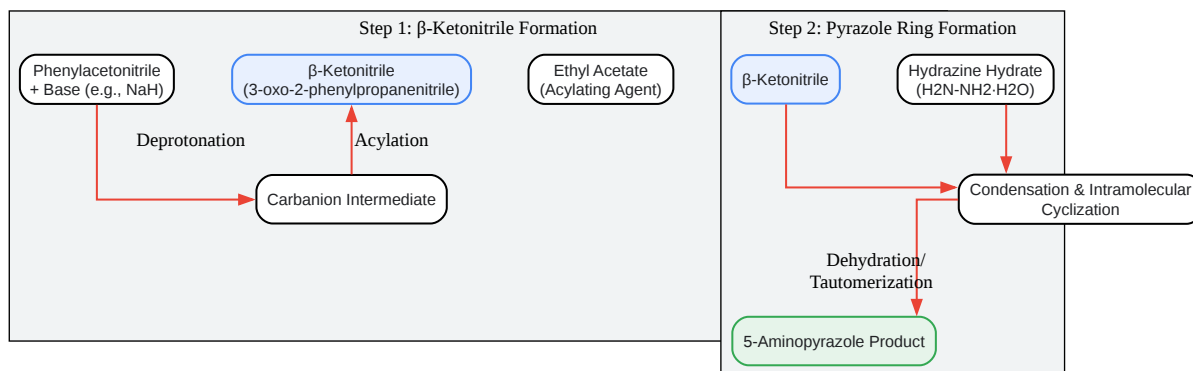 Step 1: β-Ketonitrile Formation
Phenylacetonitrile
+ Base (e.g., NaH)
β-Ketonitrile
(3-oxo-2-phenylpropanenitrile)
Ethyl Acetate
(Acylating Agent)
Deprotonation
Acylation
Carbanion Intermediate
Step 2: Pyrazole Ring Formation
β-Ketonitrile
Hydrazine Hydrate
(H2N-NH2·H2O)
Condensation & Intramolecular
Cyclization
Dehydration/
Tautomerization
5-Aminopyrazole Product